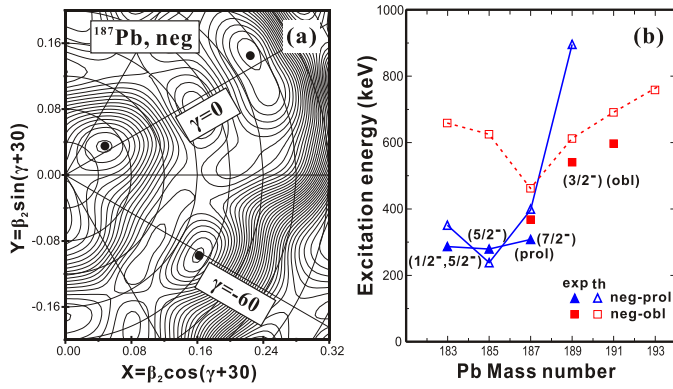 ¹⁸⁷Pb, neg
(a)
γ=0
γ=-60
Y=β₂sin(γ+30)
0.16
0.08
0.00
-0.08
-0.16
0.00
0.08
0.16
0.24
0.32
X=β₂cos(γ+30)
(b)
Excitation energy (keV)
1000
800
600
400
200
0
(3/2⁻) (obl)
(5/2⁻)
(7/2⁻)
(1/2⁻,5/2⁻)
(prol)
exp th
neg-prol
neg-obl
183
185
187
189
191
193
Pb Mass number